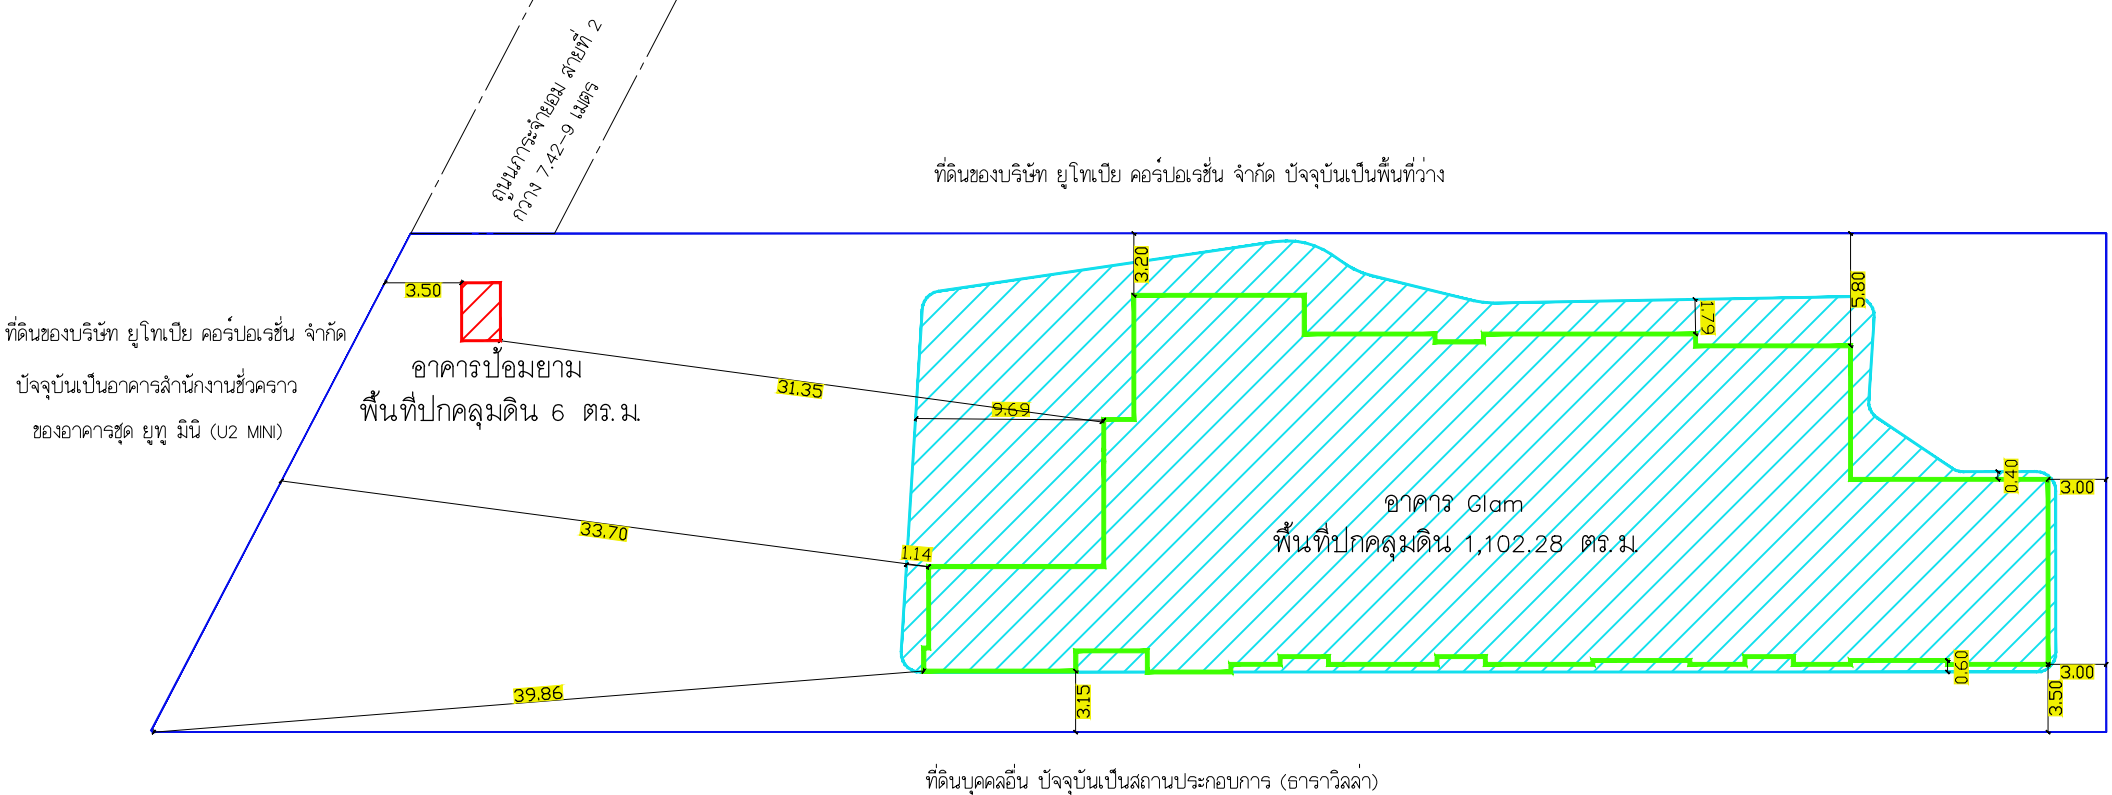 ถนนภาระจำยอม สายที่ 2
กวาง 7.42-9 เมตร
ที่ดินของบริษัท ยูโทเปีย คอร์ปอเรชั่น จำกัด ปัจจุบันเป็นพื้นที่ว่าง
3.20
3.50
5.80
1.79
ที่ดินของบริษัท ยูโทเปีย คอร์ปอเรชั่น จำกัด
ปัจจุบันเป็นอาคารสำนักงานชั่วคราว
ของอาคารชุด ยูทู มินิ (U2 MINI)
อาคารป้อมยาม
พื้นที่ปกคลุมดิน 6 ตร.ม.
31.35
9.69
0.40
3.00
อาคาร Glam
พื้นที่ปกคลุมดิน 1,102.28 ตร.ม.
33.70
1.14
0.60
3.00
39.86
3.15
3.50
ที่ดินบุคคลอื่น ปัจจุบันเป็นสถานประกอบการ (ธาราวิลล่า)